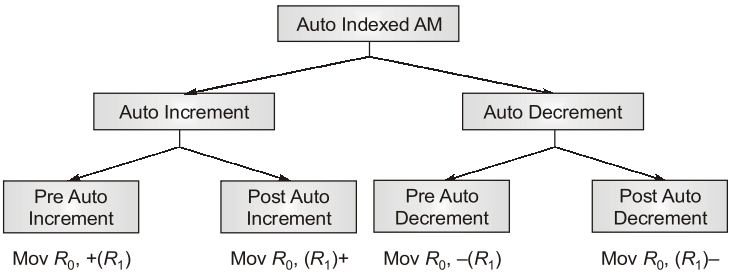 Auto Indexed AM
Auto Increment
Auto Decrement
Pre Auto
Increment
Post Auto
Increment
Pre Auto
Decrement
Post Auto
Decrement
Mov R₀, +(R₁)
Mov R₀, (R₁)+
Mov R₀, –(R₁)
Mov R₀, (R₁)–